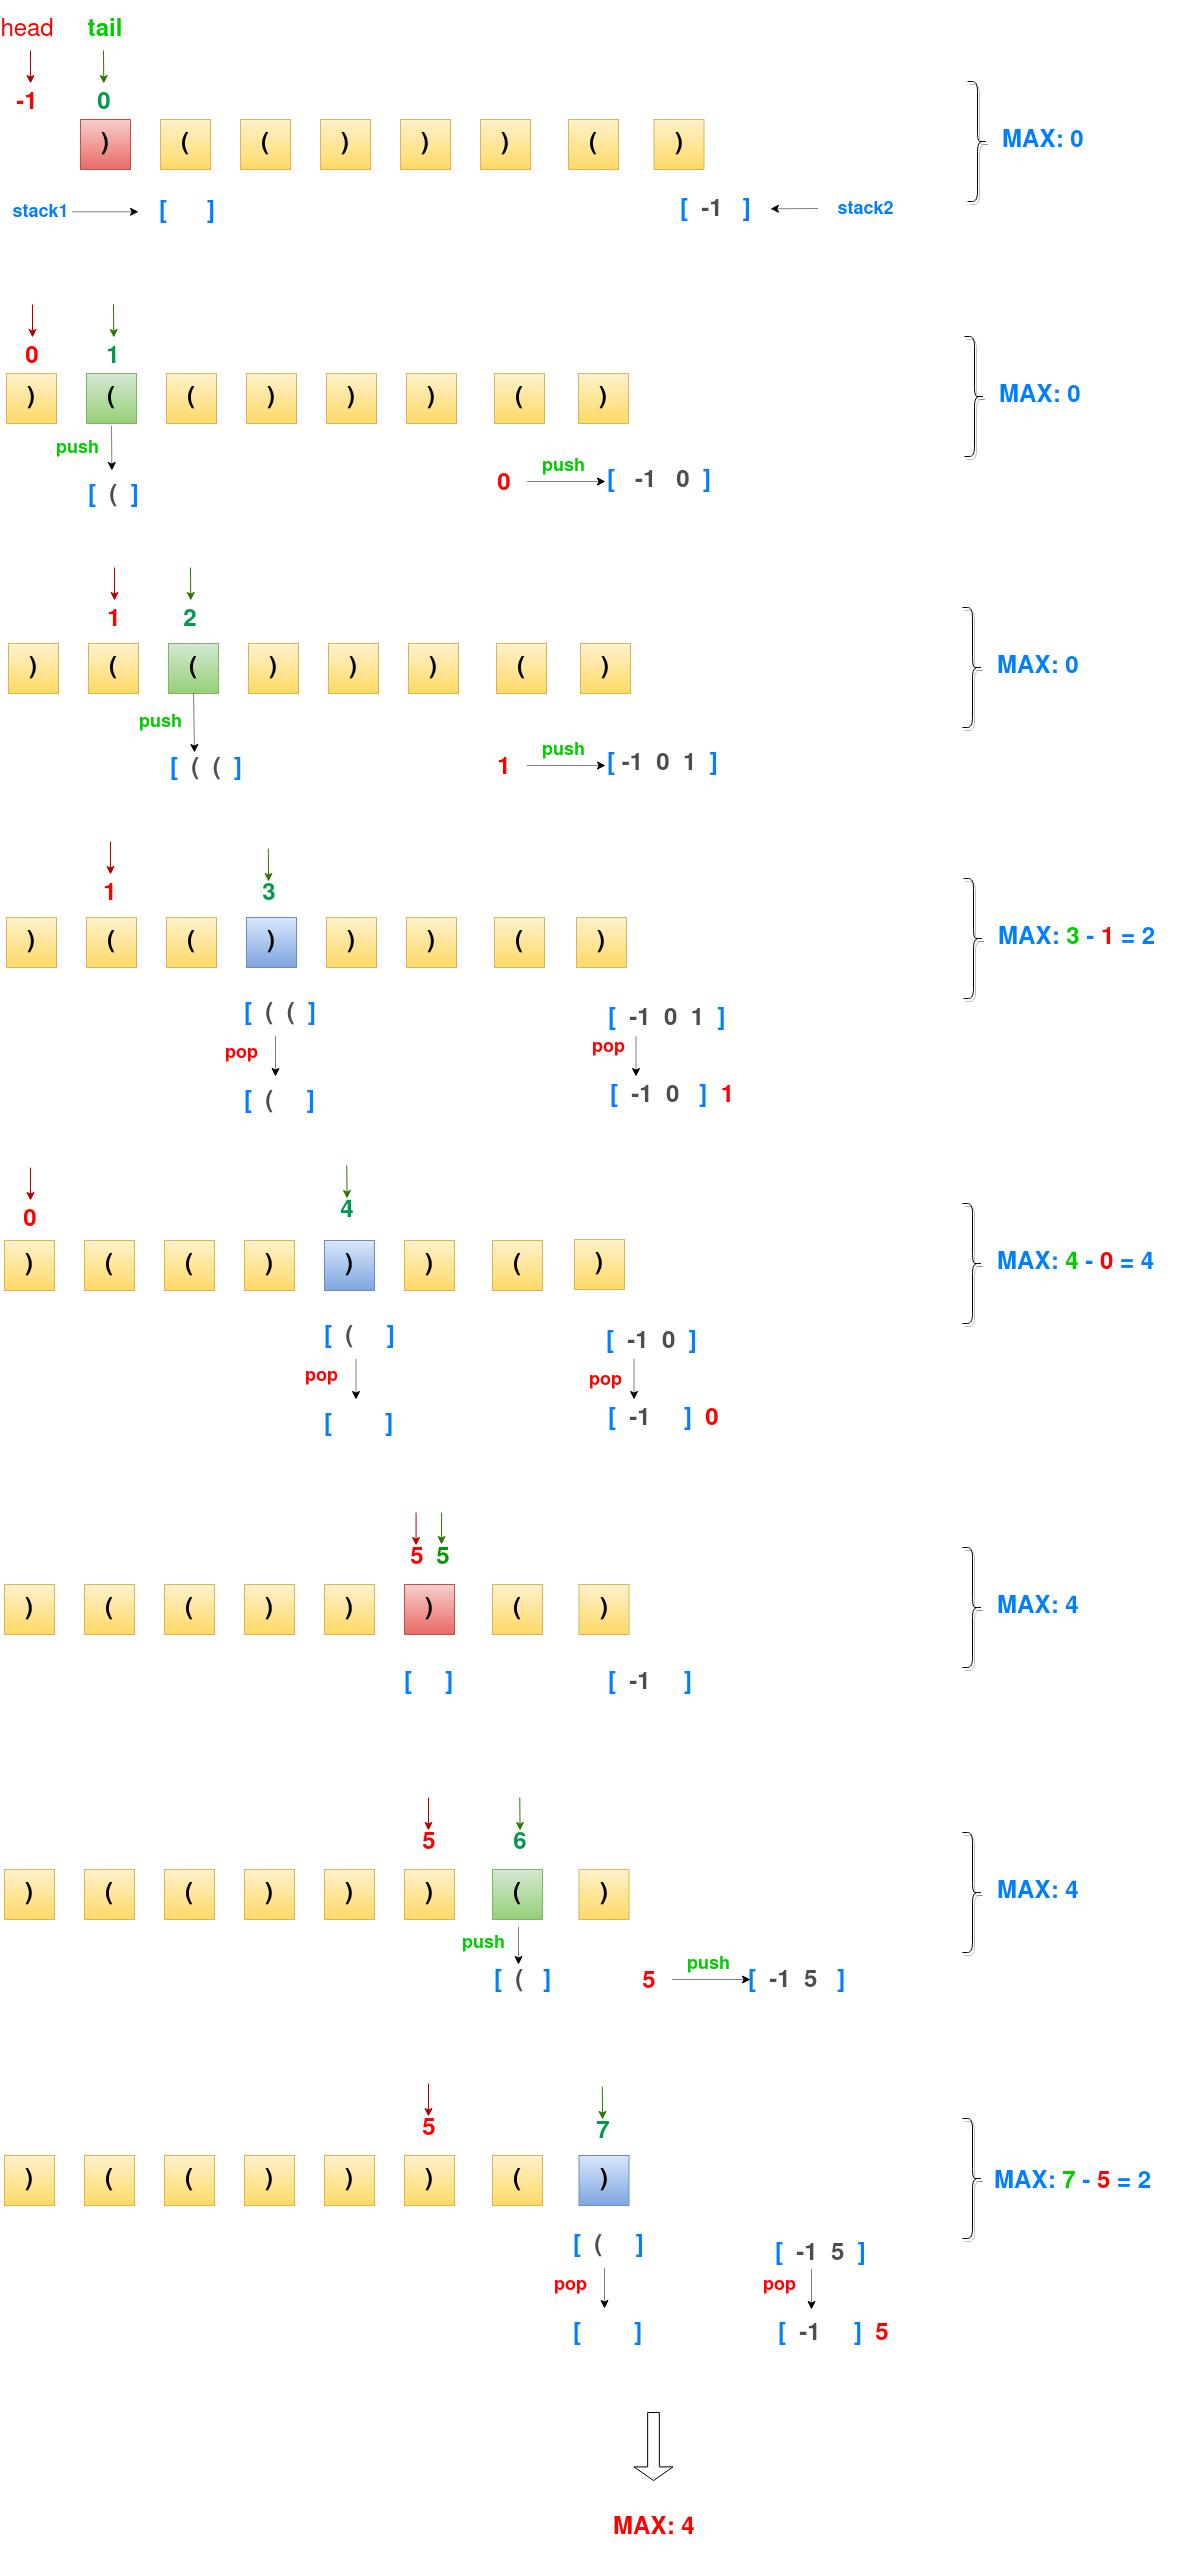 head tail
-1 0
) ( ( ) ) ) ( )
MAX: 0
stack1 [ ] [ -1 ] stack2
0 1
) ( ( ) ) ) ( )
MAX: 0
push
[ ( ] 0 push [ -1 0 ]
1 2
) ( ( ) ) ) ( )
MAX: 0
push
[ ( ( ] 1 push [ -1 0 1 ]
1 3
) ( ( ) ) ) ( )
MAX: 3 - 1 = 2
[ ( ( ] [ -1 0 1 ]
pop pop
[ ( ] [ -1 0 ] 1
0 4
) ( ( ) ) ) ( )
MAX: 4 - 0 = 4
[ ( ] [ -1 0 ]
pop pop
[ ] [ -1 ] 0
5 5
) ( ( ) ) ) ( )
MAX: 4
[ ] [ -1 ]
5 6
) ( ( ) ) ) ( )
MAX: 4
push
[ ( ] 5 push [ -1 5 ]
5 7
) ( ( ) ) ) ( )
MAX: 7 - 5 = 2
[ ( ] [ -1 5 ]
pop pop
[ ] [ -1 ] 5
MAX: 4